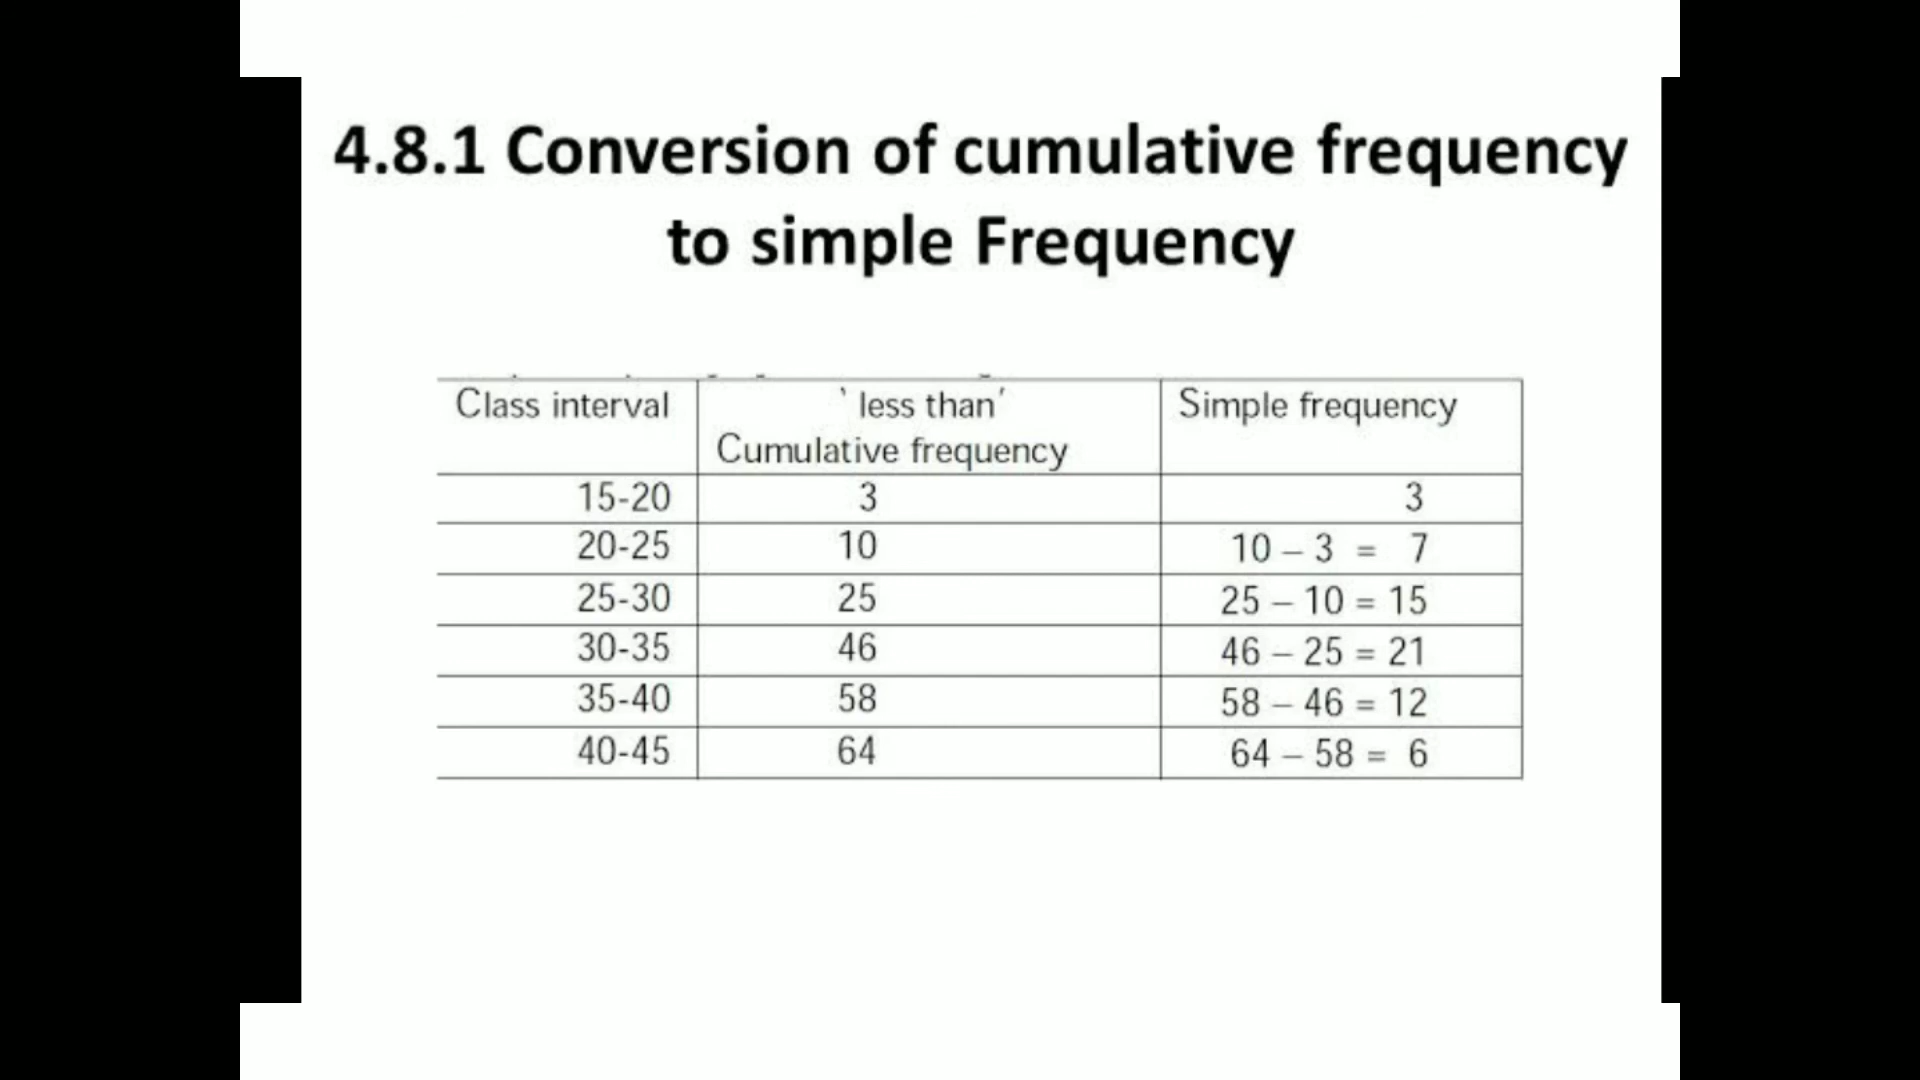 4.8.1 Conversion of cumulative frequency
to simple Frequency
Class interval ‵ less than′ Simple frequency
Cumulative frequency
15-20 3 3
20-25 10 10 – 3 = 7
25-30 25 25 – 10 = 15
30-35 46 46 – 25 = 21
35-40 58 58 – 46 = 12
40-45 64 64 – 58 = 6